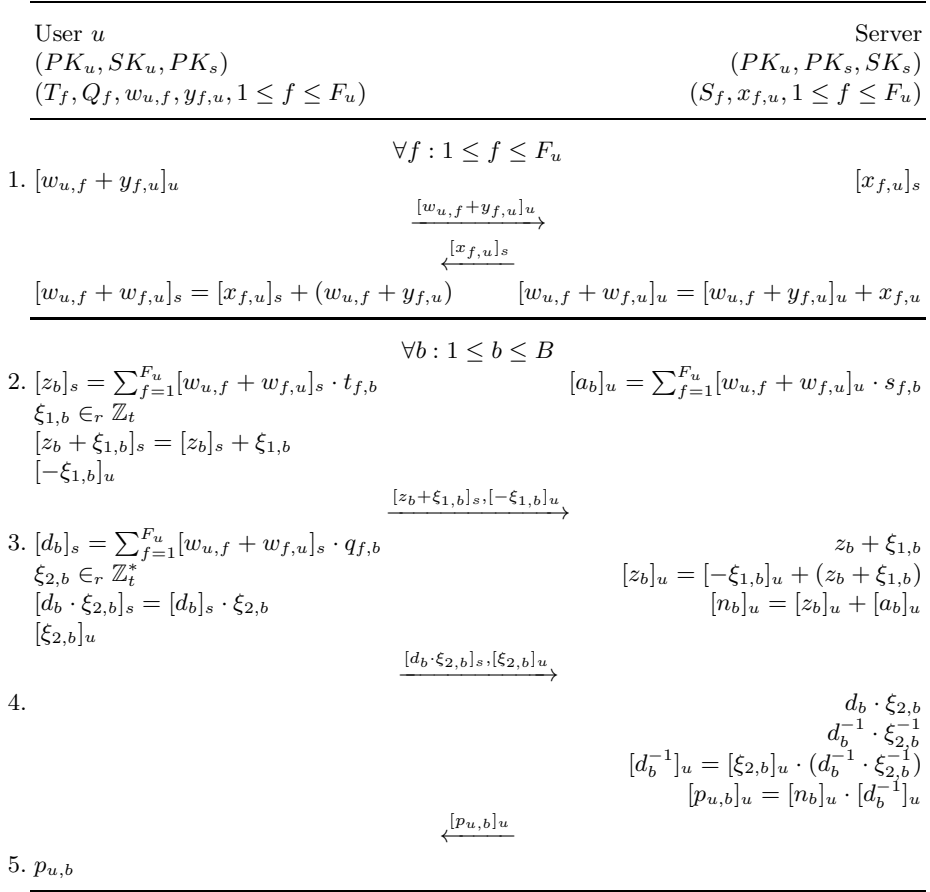 User u Server
(PK_u, SK_u, PK_s) (PK_u, PK_s, SK_s)
(T_f, Q_f, w_{u,f}, y_{f,u}, 1 ≤ f ≤ F_u) (S_f, x_{f,u}, 1 ≤ f ≤ F_u)
∀f : 1 ≤ f ≤ F_u
1. [w_{u,f} + y_{f,u}]_u [x_{f,u}]_s
[w_{u,f}+y_{f,u}]_u →
← [x_{f,u}]_s
[w_{u,f} + w_{f,u}]_s = [x_{f,u}]_s + (w_{u,f} + y_{f,u}) [w_{u,f} + w_{f,u}]_u = [w_{u,f} + y_{f,u}]_u + x_{f,u}
∀b : 1 ≤ b ≤ B
2. [z_b]_s = ∑_{f=1}^{F_u} [w_{u,f} + w_{f,u}]_s · t_{f,b} [a_b]_u = ∑_{f=1}^{F_u} [w_{u,f} + w_{f,u}]_u · s_{f,b}
ξ_{1,b} ∈_r ℤ_t
[z_b + ξ_{1,b}]_s = [z_b]_s + ξ_{1,b}
[−ξ_{1,b}]_u
[z_b+ξ_{1,b}]_s,[−ξ_{1,b}]_u →
3. [d_b]_s = ∑_{f=1}^{F_u} [w_{u,f} + w_{f,u}]_s · q_{f,b} z_b + ξ_{1,b}
ξ_{2,b} ∈_r ℤ_t^* [z_b]_u = [−ξ_{1,b}]_u + (z_b + ξ_{1,b})
[d_b · ξ_{2,b}]_s = [d_b]_s · ξ_{2,b} [n_b]_u = [z_b]_u + [a_b]_u
[ξ_{2,b}]_u
[d_b·ξ_{2,b}]_s,[ξ_{2,b}]_u →
4. d_b · ξ_{2,b}
d_b^{−1} · ξ_{2,b}^{−1}
[d_b^{−1}]_u = [ξ_{2,b}]_u · (d_b^{−1} · ξ_{2,b}^{−1})
[p_{u,b}]_u = [n_b]_u · [d_b^{−1}]_u
← [p_{u,b}]_u
5. p_{u,b}